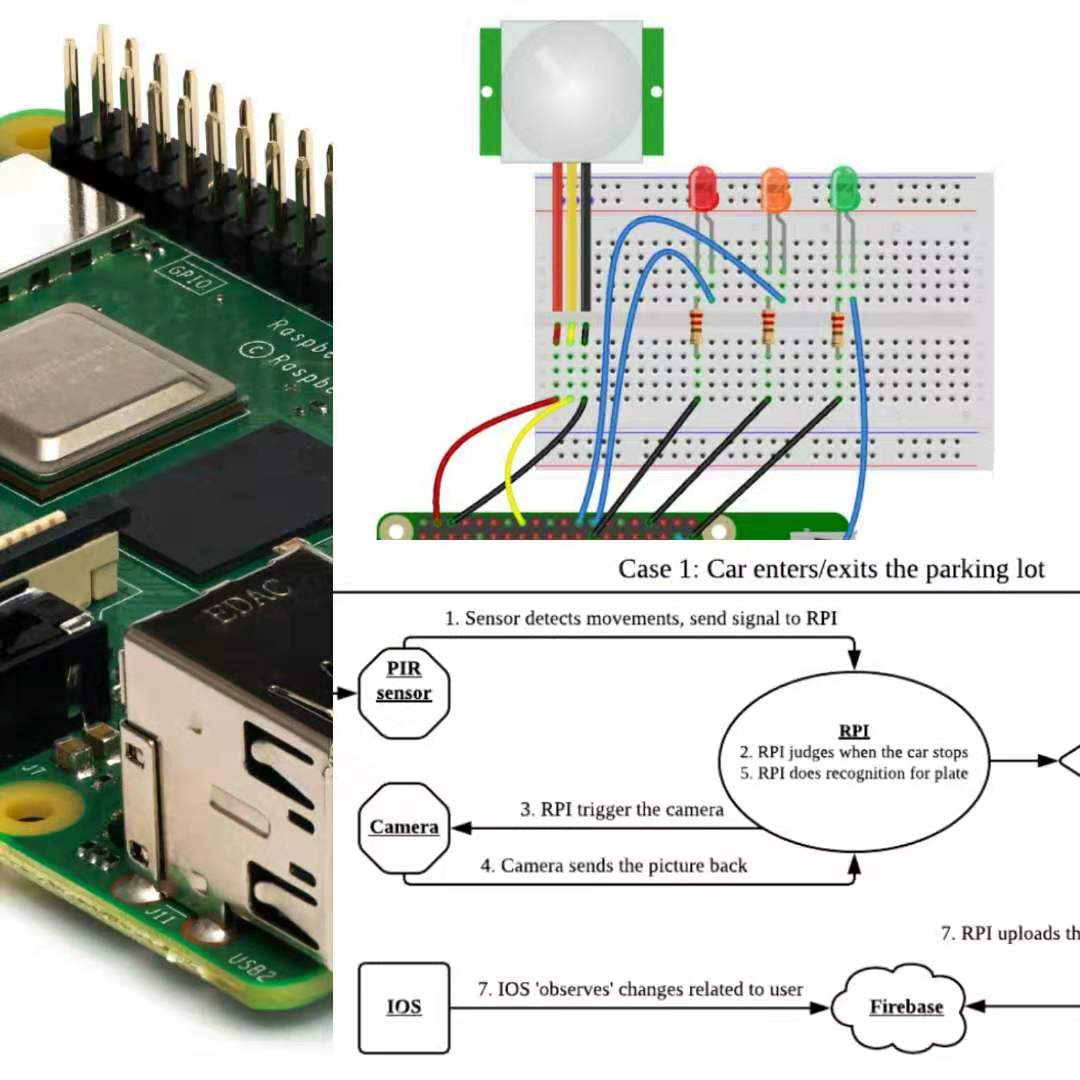 GPIO
Raspbe
© Raspbe
EDAC
J7
J11
USB2
Case 1: Car enters/exits the parking lot
1. Sensor detects movements, send signal to RPI
PIR
sensor
RPI
2. RPI judges when the car stops
5. RPI does recognition for plate
3. RPI trigger the camera
Camera
4. Camera sends the picture back
7. RPI uploads th
IOS
7. IOS 'observes' changes related to user
Firebase